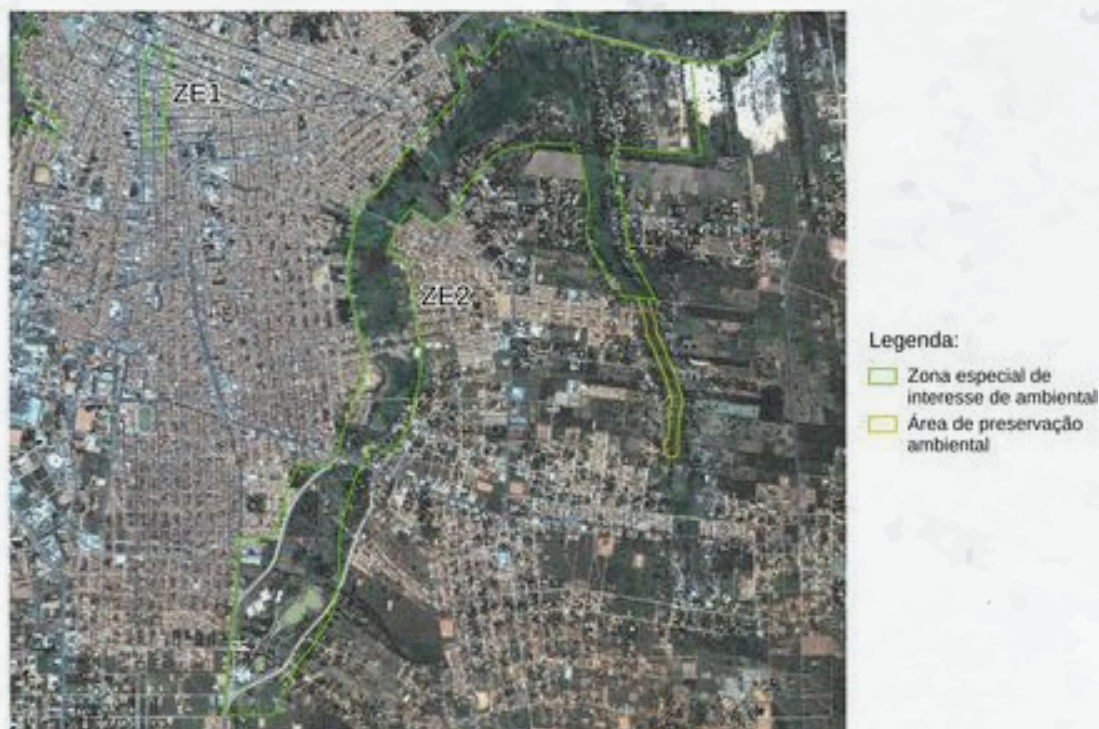 ZE1
ZE2
Legenda:
Zona especial de
interesse de ambiental
Área de preservação
ambiental